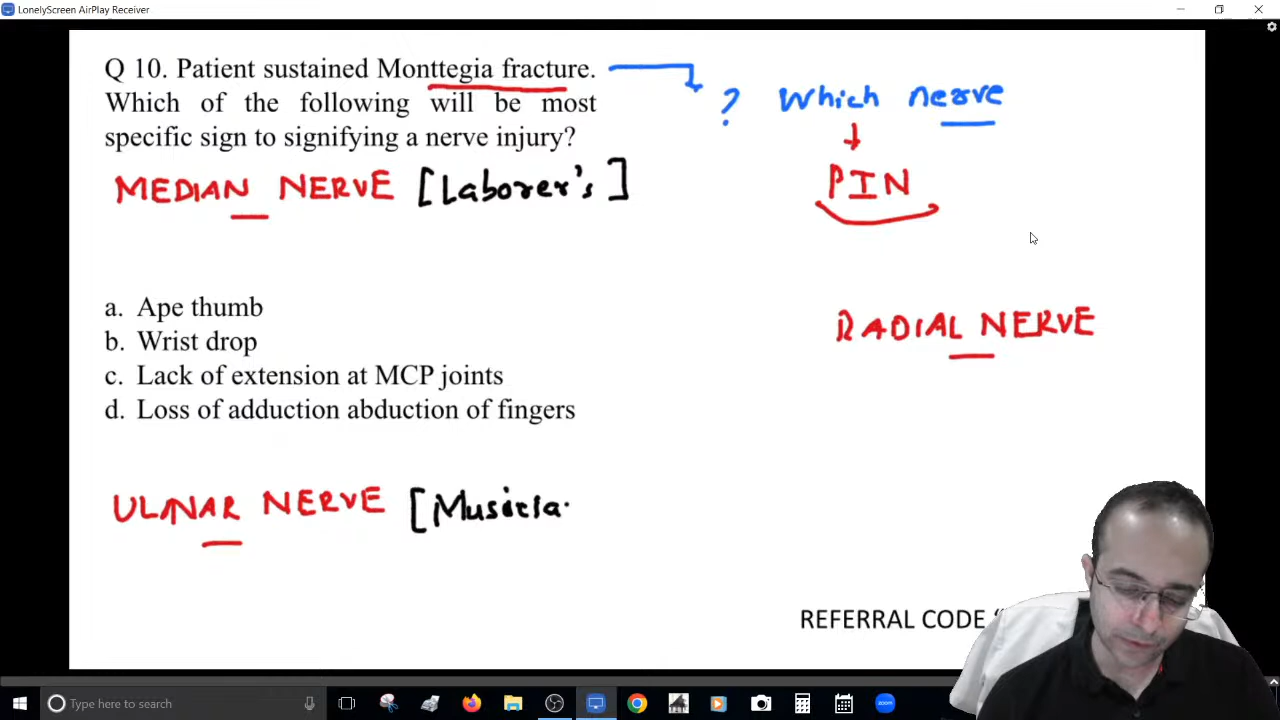 LonelyScreen AirPlay Receiver
Q 10. Patient sustained Monttegia fracture.
Which of the following will be most
specific sign to signifying a nerve injury?
? Which nerve
PIN
MEDIAN NERVE [Laborer's]
a. Ape thumb
b. Wrist drop
c. Lack of extension at MCP joints
d. Loss of adduction abduction of fingers
RADIAL NERVE
ULNAR NERVE [Musicia
REFERRAL CODE "
Type here to search
zoom